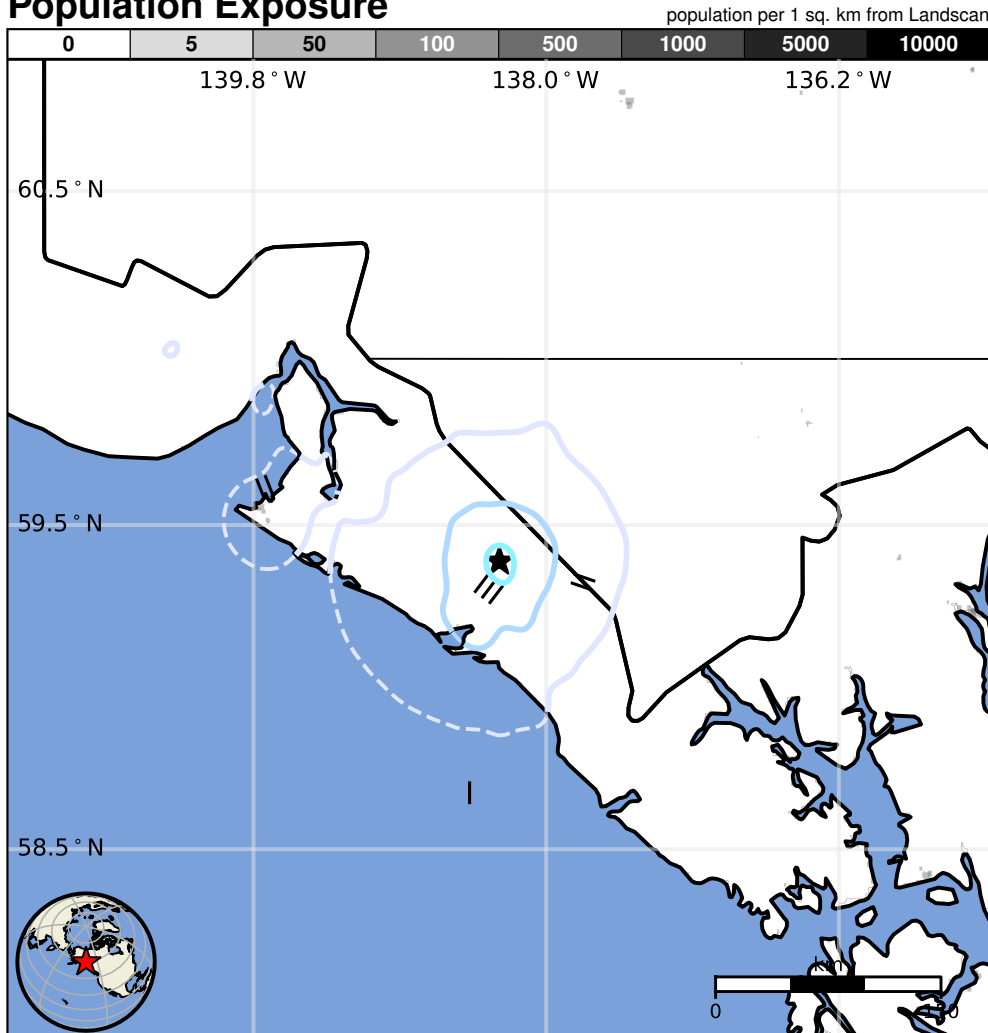 Population Exposure
population per 1 sq. km from Landscan
0 5 50 100 500 1000 5000 10000
139.8°W 138.0°W 136.2°W
60.5°N
59.5°N
58.5°N
km
0